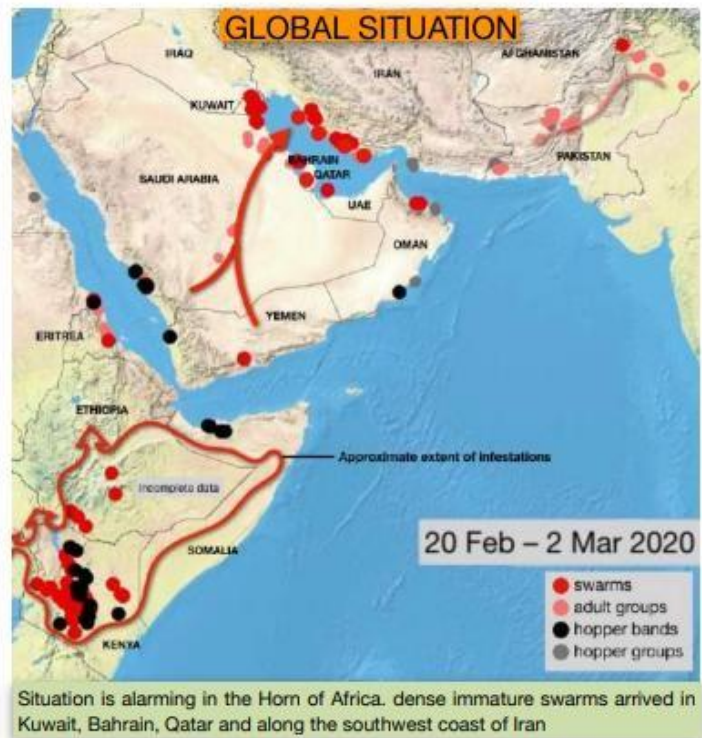 GLOBAL SITUATION
IRAQ
IRAN
AFGHANISTAN
KUWAIT
PAKISTAN
BAHRAIN
QATAR
SAUDI ARABIA
UAE
OMAN
YEMEN
ERITREA
ETHIOPIA
Approximate extent of infestations
Incomplete data
SOMALIA
20 Feb – 2 Mar 2020
swarms
adult groups
hopper bands
hopper groups
KENYA
Situation is alarming in the Horn of Africa. dense immature swarms arrived in
Kuwait, Bahrain, Qatar and along the southwest coast of Iran